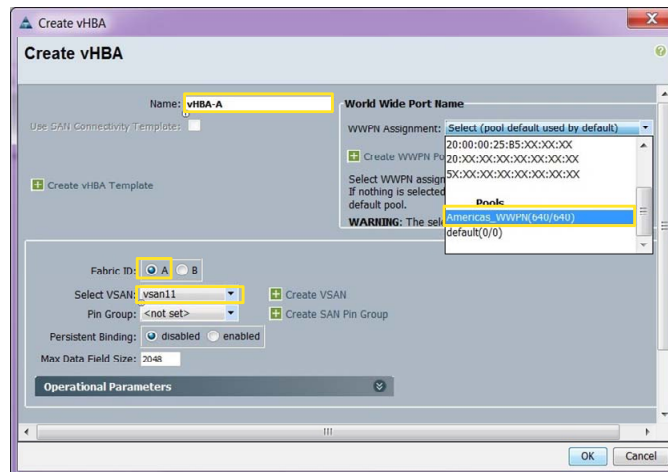 Create vHBA
Create vHBA
Name: vHBA-A
Use SAN Connectivity Template:
Create vHBA Template
World Wide Port Name
WWPN Assignment: Select (pool default used by default)
Create WWPN Po
20:00:00:25:B5:XX:XX:XX
20:XX:XX:XX:XX:XX:XX:XX
5X:XX:XX:XX:XX:XX:XX:XX
Pools
Americas_WWPN(640/640)
default(0/0)
Select WWPN assign
If nothing is selected
default pool.
WARNING: The sel
Fabric ID: A B
Select VSAN: vsan11 Create VSAN
Pin Group: <not set> Create SAN Pin Group
Persistent Binding: disabled enabled
Max Data Field Size: 2048
Operational Parameters
OK Cancel